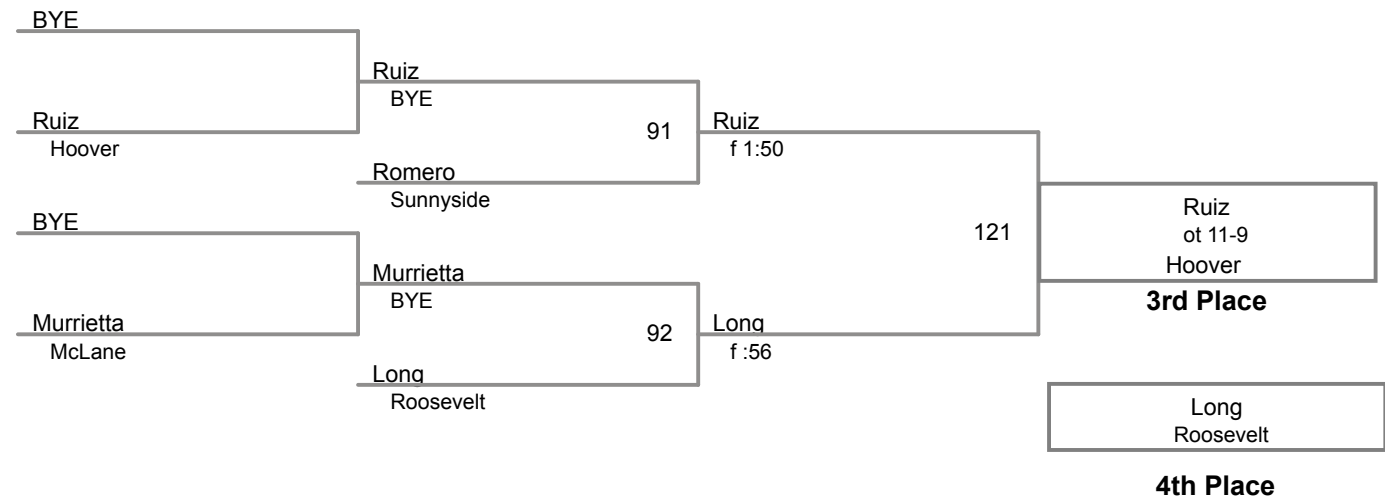 BYE
Ruiz
BYE
Ruiz
Hoover
91
Ruiz
f 1:50
Romero
Sunnyside
Ruiz
ot 11-9
Hoover
3rd Place
BYE
121
Murrietta
BYE
Murrietta
McLane
92
Long
f :56
Long
Roosevelt
Long
Roosevelt
4th Place